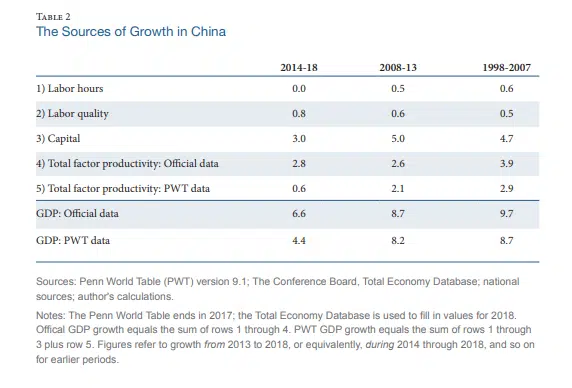 TABLE 2
The Sources of Growth in China
2014-18 2008-13 1998-2007
1) Labor hours 0.0 0.5 0.6
2) Labor quality 0.8 0.6 0.5
3) Capital 3.0 5.0 4.7
4) Total factor productivity: Official data 2.8 2.6 3.9
5) Total factor productivity: PWT data 0.6 2.1 2.9
GDP: Official data 6.6 8.7 9.7
GDP: PWT data 4.4 8.2 8.7
Sources: Penn World Table (PWT) version 9.1; The Conference Board, Total Economy Database; national
sources; author's calculations.
Notes: The Penn World Table ends in 2017; the Total Economy Database is used to fill in values for 2018.
Offical GDP growth equals the sum of rows 1 through 4. PWT GDP growth equals the sum of rows 1 through
3 plus row 5. Figures refer to growth from 2013 to 2018, or equivalently, during 2014 through 2018, and so on
for earlier periods.